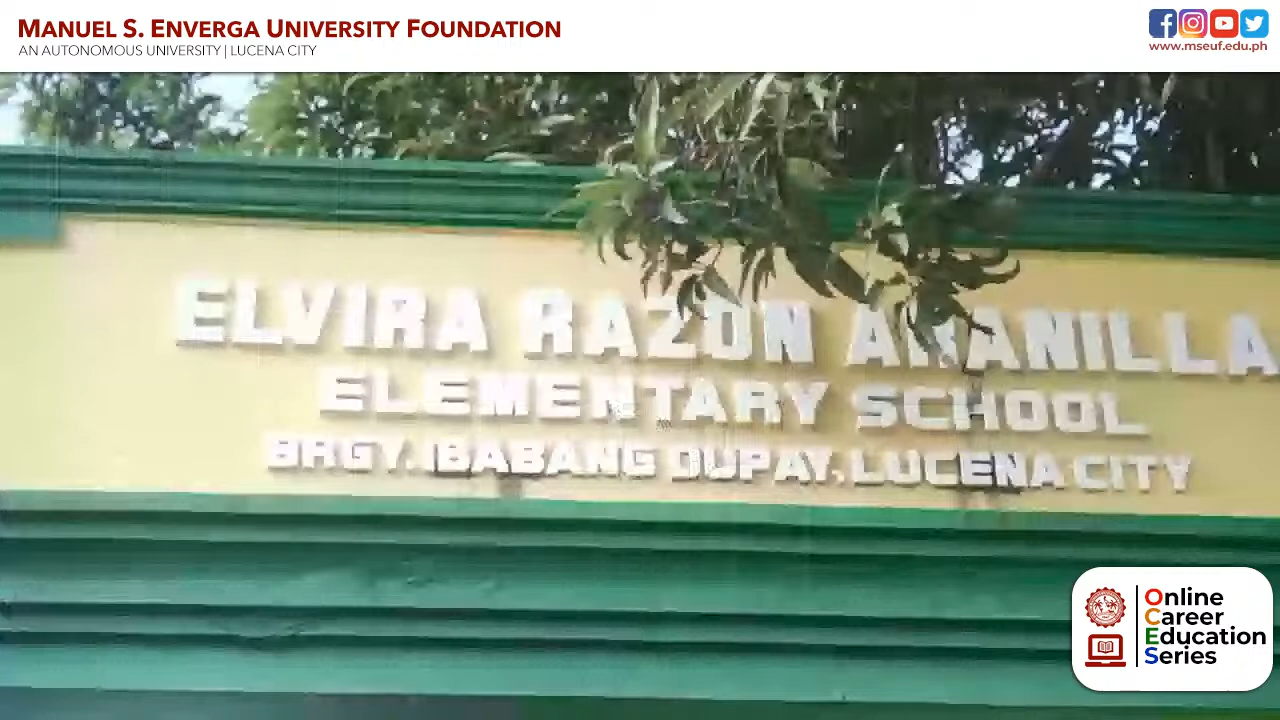 MANUEL S. ENVERGA UNIVERSITY FOUNDATION
AN AUTONOMOUS UNIVERSITY | LUCENA CITY
www.mseuf.edu.ph
ELVIRA RAZON ARANILLA
ELEMENTARY SCHOOL
BRGY. IBABANG DUPAY, LUCENA CITY
Online
Career
Education
Series